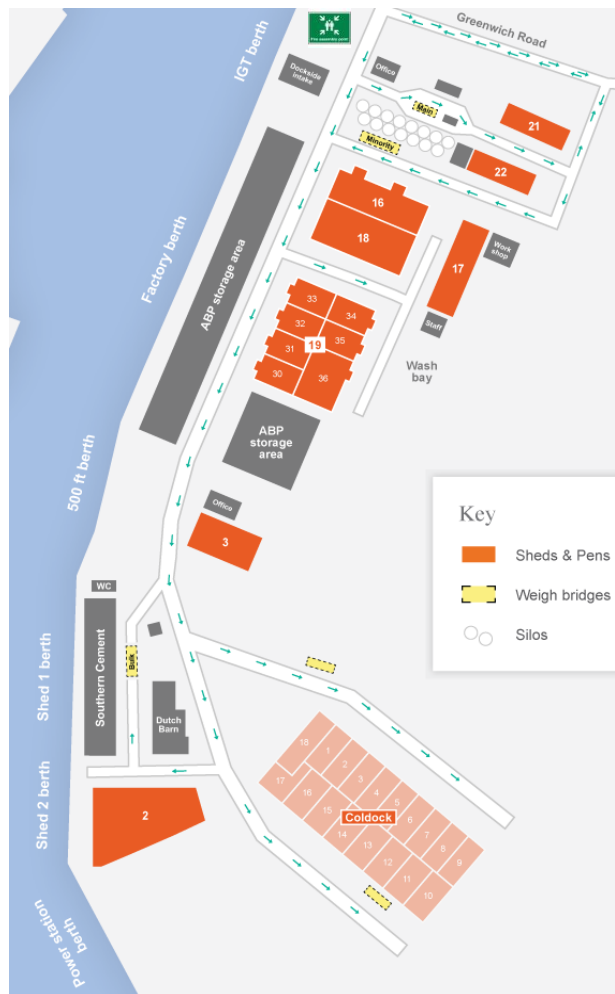 Fire assembly point
Greenwich Road
IGT berth
Dockside
intake
Office
Main
21
Minority
22
16
18
17
Work
shop
Staff
Factory berth
ABP storage area
33
34
32
19
35
31
30
36
Wash
bay
ABP
storage
area
500 ft berth
Office
3
Key
Sheds & Pens
Weigh bridges
Silos
WC
Southern Cement
Bulk
Dutch
Barn
Shed 1 berth
Shed 2 berth
2
Power station
berth
18
1
2
3
4
5
6
7
8
9
17
16
15
14
13
12
11
10
Coldock